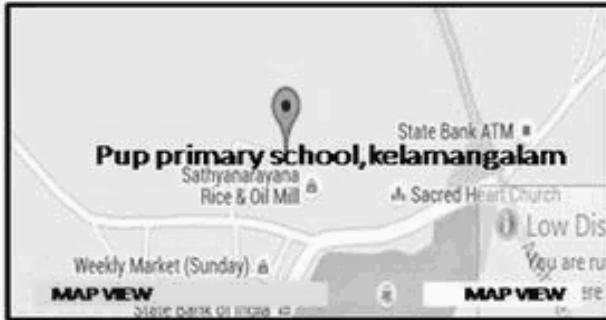 State Bank ATM
Pup primary school,kelamangalam
Sathyanarayana
Rice & Oil Mill
Sacred Heart Church
Low Dis
You are ru
Weekly Market (Sunday)
MAP VIEW
MAP VIEW
State Bank of India